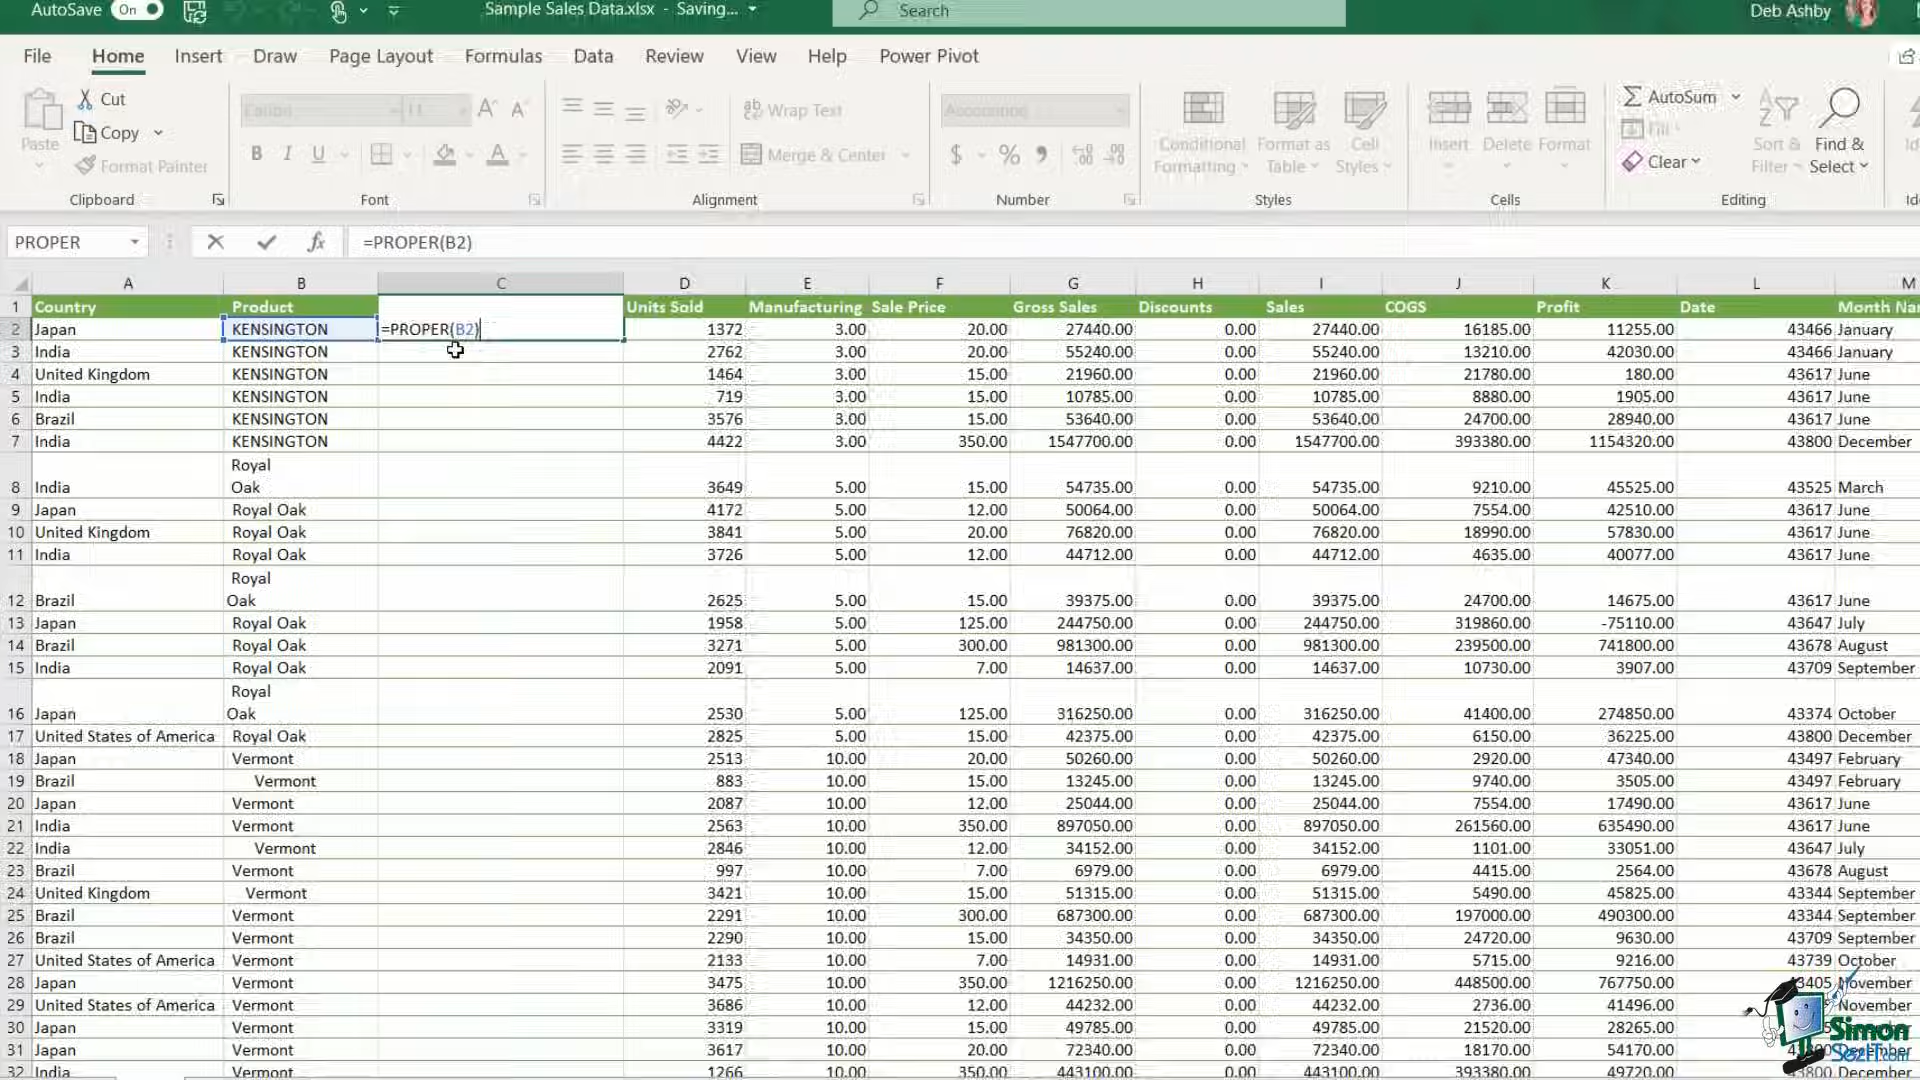 AutoSave On Sample Sales Data.xlsx - Saving... Search Deb Ashby
File Home Insert Draw Page Layout Formulas Data Review View Help Power Pivot
Paste Cut Copy Format Painter
Wrap Text
Merge & Center
Accounting
$ %
Conditional Formatting
Format as Table
Cell Styles
Insert Delete Format
AutoSum
Fill
Clear
Sort & Filter
Find & Select
Clipboard Font Alignment Number Styles Cells Editing
PROPER fx =PROPER(B2)
A B C D E F G H I J K L M
1 Country Product Units Sold Manufacturing Sale Price Gross Sales Discounts Sales COGS Profit Date Month
2 Japan KENSINGTON =PROPER(B2) 1372 3.00 20.00 27440.00 0.00 27440.00 16185.00 11255.00 43466 January
3 India KENSINGTON 2762 3.00 20.00 55240.00 0.00 55240.00 13210.00 42030.00 43466 January
4 United Kingdom KENSINGTON 1464 3.00 15.00 21960.00 0.00 21960.00 21780.00 180.00 43617 June
5 India KENSINGTON 719 3.00 15.00 10785.00 0.00 10785.00 8880.00 1905.00 43617 June
6 Brazil KENSINGTON 3576 3.00 15.00 53640.00 0.00 53640.00 24700.00 28940.00 43617 June
7 India KENSINGTON 4422 3.00 350.00 1547700.00 0.00 1547700.00 393380.00 1154320.00 43800 December
Royal
8 India Oak 3649 5.00 15.00 54735.00 0.00 54735.00 9210.00 45525.00 43525 March
9 Japan Royal Oak 4172 5.00 12.00 50064.00 0.00 50064.00 7554.00 42510.00 43617 June
10 United Kingdom Royal Oak 3841 5.00 20.00 76820.00 0.00 76820.00 18990.00 57830.00 43617 June
11 India Royal Oak 3726 5.00 12.00 44712.00 0.00 44712.00 4635.00 40077.00 43617 June
Royal
12 Brazil Oak 2625 5.00 15.00 39375.00 0.00 39375.00 24700.00 14675.00 43617 June
13 Japan Royal Oak 1958 5.00 125.00 244750.00 0.00 244750.00 319860.00 -75110.00 43647 July
14 Brazil Royal Oak 3271 5.00 300.00 981300.00 0.00 981300.00 239500.00 741800.00 43678 August
15 India Royal Oak 2091 5.00 7.00 14637.00 0.00 14637.00 10730.00 3907.00 43709 September
Royal
16 Japan Oak 2530 5.00 125.00 316250.00 0.00 316250.00 41400.00 274850.00 43374 October
17 United States of America Royal Oak 2825 5.00 15.00 42375.00 0.00 42375.00 6150.00 36225.00 43800 December
18 Japan Vermont 2513 10.00 20.00 50260.00 0.00 50260.00 2920.00 47340.00 43497 February
19 Brazil Vermont 883 10.00 15.00 13245.00 0.00 13245.00 9740.00 3505.00 43497 February
20 Japan Vermont 2087 10.00 12.00 25044.00 0.00 25044.00 7554.00 17490.00 43617 June
21 India Vermont 2563 10.00 350.00 897050.00 0.00 897050.00 261560.00 635490.00 43617 June
22 India Vermont 2846 10.00 12.00 34152.00 0.00 34152.00 1101.00 33051.00 43647 July
23 Brazil Vermont 997 10.00 7.00 6979.00 0.00 6979.00 4415.00 2564.00 43678 August
24 United Kingdom Vermont 3421 10.00 15.00 51315.00 0.00 51315.00 5490.00 45825.00 43344 September
25 Brazil Vermont 2291 10.00 300.00 687300.00 0.00 687300.00 197000.00 490300.00 43344 September
26 Brazil Vermont 2290 10.00 15.00 34350.00 0.00 34350.00 24720.00 9630.00 43709 September
27 United States of America Vermont 2133 10.00 7.00 14931.00 0.00 14931.00 5715.00 9216.00 43739 October
28 Japan Vermont 3475 10.00 350.00 1216250.00 0.00 1216250.00 448500.00 767750.00 43405 November
29 United States of America Vermont 3686 10.00 12.00 44232.00 0.00 44232.00 2736.00 41496.00 November
30 Japan Vermont 3319 10.00 15.00 49785.00 0.00 49785.00 21520.00 28265.00
31 Japan Vermont 3617 10.00 20.00 72340.00 0.00 72340.00 18170.00 54170.00
32 India Vermont 1266 10.00 350.00 443100.00 0.00 443100.00 393380.00 49720.00 43800 December
Simon
SezIT.com